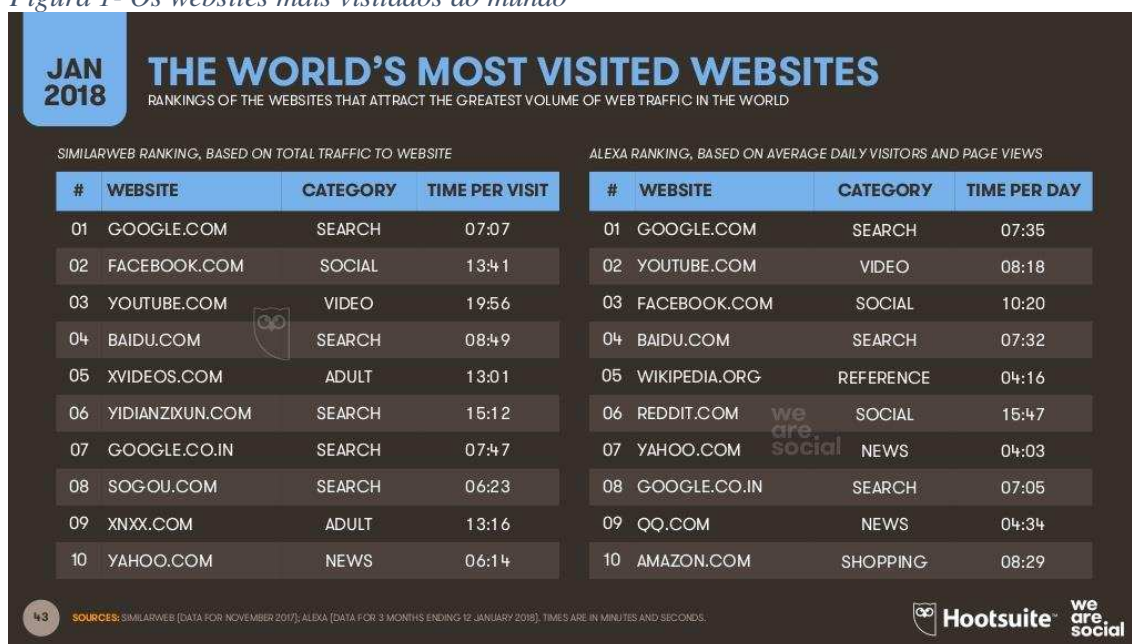 Figura 1- Os websites mais visitados do mundo
JAN
2018
THE WORLD'S MOST VISITED WEBSITES
RANKINGS OF THE WEBSITES THAT ATTRACT THE GREATEST VOLUME OF WEB TRAFFIC IN THE WORLD
SIMILARWEB RANKING, BASED ON TOTAL TRAFFIC TO WEBSITE
# WEBSITE CATEGORY TIME PER VISIT
01 GOOGLE.COM SEARCH 07:07
02 FACEBOOK.COM SOCIAL 13:41
03 YOUTUBE.COM VIDEO 19:56
04 BAIDU.COM SEARCH 08:49
05 XVIDEOS.COM ADULT 13:01
06 YIDIANZIXUN.COM SEARCH 15:12
07 GOOGLE.CO.IN SEARCH 07:47
08 SOGOU.COM SEARCH 06:23
09 XNXX.COM ADULT 13:16
10 YAHOO.COM NEWS 06:14
ALEXA RANKING, BASED ON AVERAGE DAILY VISITORS AND PAGE VIEWS
# WEBSITE CATEGORY TIME PER DAY
01 GOOGLE.COM SEARCH 07:35
02 YOUTUBE.COM VIDEO 08:18
03 FACEBOOK.COM SOCIAL 10:20
04 BAIDU.COM SEARCH 07:32
05 WIKIPEDIA.ORG REFERENCE 04:16
06 REDDIT.COM SOCIAL 15:47
07 YAHOO.COM NEWS 04:03
08 GOOGLE.CO.IN SEARCH 07:05
09 QQ.COM NEWS 04:34
10 AMAZON.COM SHOPPING 08:29
we
are
social
43
SOURCES: SIMILARWEB (DATA FOR NOVEMBER 2017); ALEXA (DATA FOR 3 MONTHS ENDING 12 JANUARY 2018). TIMES ARE IN MINUTES AND SECONDS.
Hootsuite™
we
are
social